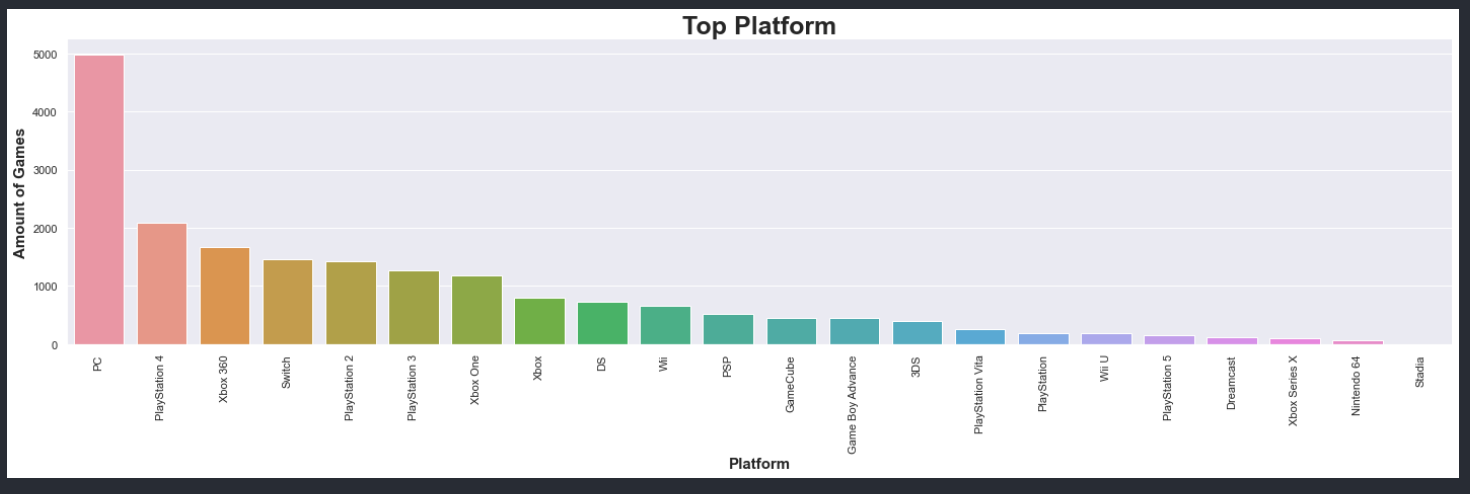 Top Platform
Amount of Games
5000
4000
3000
2000
1000
0
PC
PlayStation 4
Xbox 360
Switch
PlayStation 2
PlayStation 3
Xbox One
Xbox
DS
Wii
PSP
GameCube
Game Boy Advance
3DS
PlayStation Vita
PlayStation
Wii U
PlayStation 5
Dreamcast
Xbox Series X
Nintendo 64
Stadia
Platform